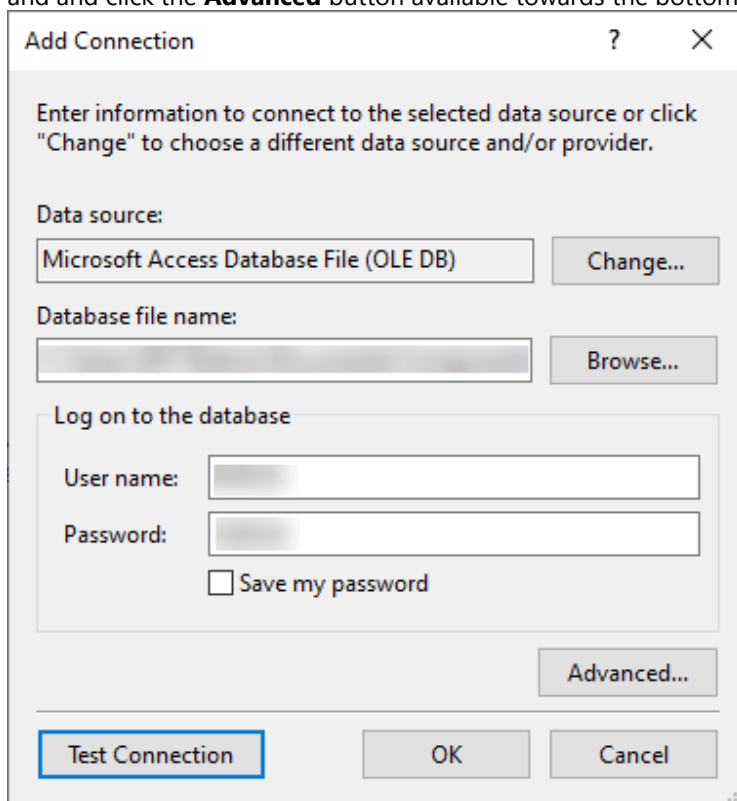 and and click the Advanced button available towards the bottom
Add Connection ? X
Enter information to connect to the selected data source or click
"Change" to choose a different data source and/or provider.
Data source:
Microsoft Access Database File (OLE DB)
Change...
Database file name:
Browse...
Log on to the database
User name:
Password:
Save my password
Advanced...
Test Connection
OK
Cancel